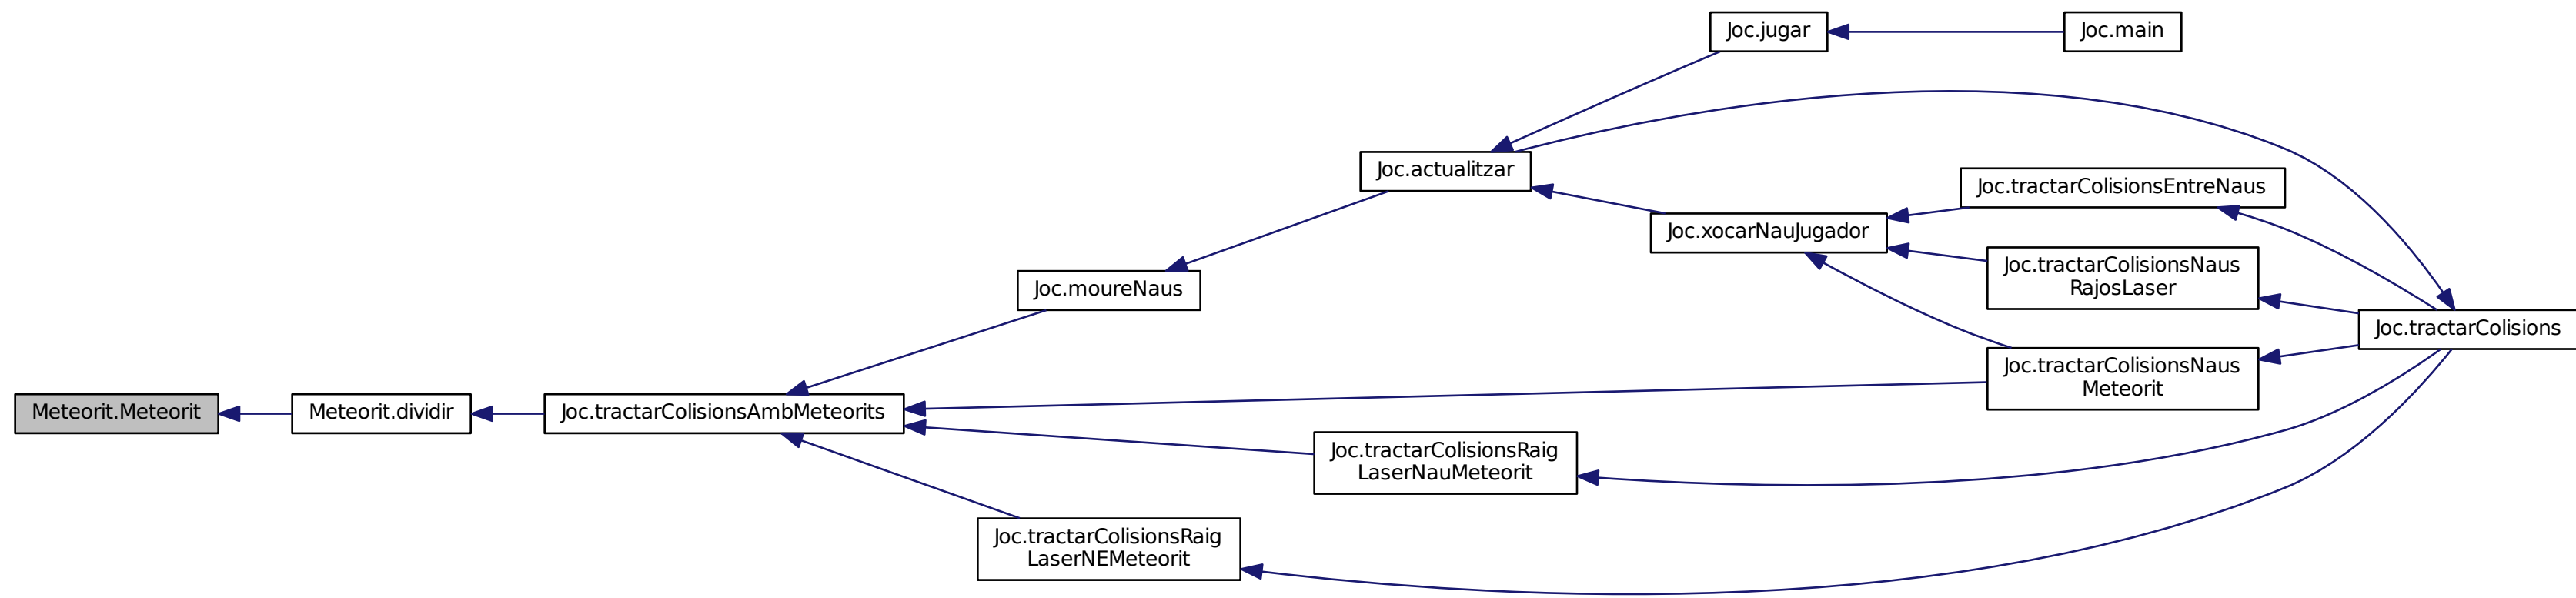 Joc.jugar
Joc.main
Joc.actualitzar
Joc.tractarColisionsEntreNaus
Joc.xocarNauJugador
Joc.tractarColisionsNaus
RajosLaser
Joc.moureNaus
Joc.tractarColisions
Joc.tractarColisionsNaus
Meteorit
Meteorit.Meteorit
Meteorit.dividir
Joc.tractarColisionsAmbMeteorits
Joc.tractarColisionsRaig
LaserNauMeteorit
Joc.tractarColisionsRaig
LaserNEMeteorit